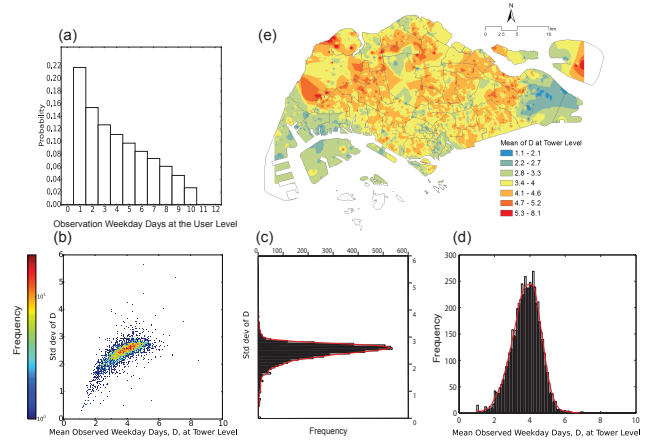 (a)
0,22
0,20
0,18
0,16
0,14
0,12
0,10
0,08
0,06
0,04
0,02
0,00
Probability
0 1 2 3 4 5 6 7 8 9 10 11 12
Observation Weekday Days at the User Level
(e)
N
0 2.5 5 10
km
Mean of D at Tower Level
1.1 - 2.1
2.2 - 2.7
2.8 - 3.3
3.4 - 4
4.1 - 4.6
4.7 - 5.2
5.3 - 8.1
(b)
Frequency
10¹
10⁰
Std dev of D
6
5
4
3
2
1
0
0 2 4 6 8 10
Mean Observed Weekday Days, D, at Tower Level
(c)
0 100 200 300 400 500 600
Std dev of D
6
5
4
3
2
1
0
Frequency
(d)
Frequency
300
250
200
150
100
50
0
0 2 4 6 8 10
Mean Observed Weekday Days, D, at Tower Level